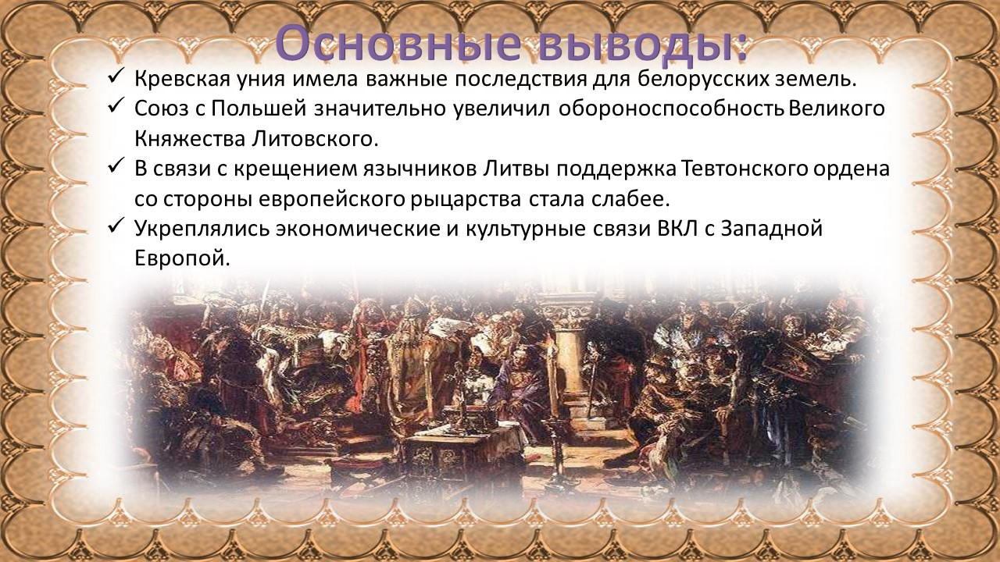 Основные выводы:
✓ Кревская уния имела важные последствия для белорусских земель.
✓ Союз с Польшей значительно увеличил обороноспособность Великого
Княжества Литовского.
✓ В связи с крещением язычников Литвы поддержка Тевтонского ордена
со стороны европейского рыцарства стала слабее.
✓ Укреплялись экономические и культурные связи ВКЛ с Западной
Европой.